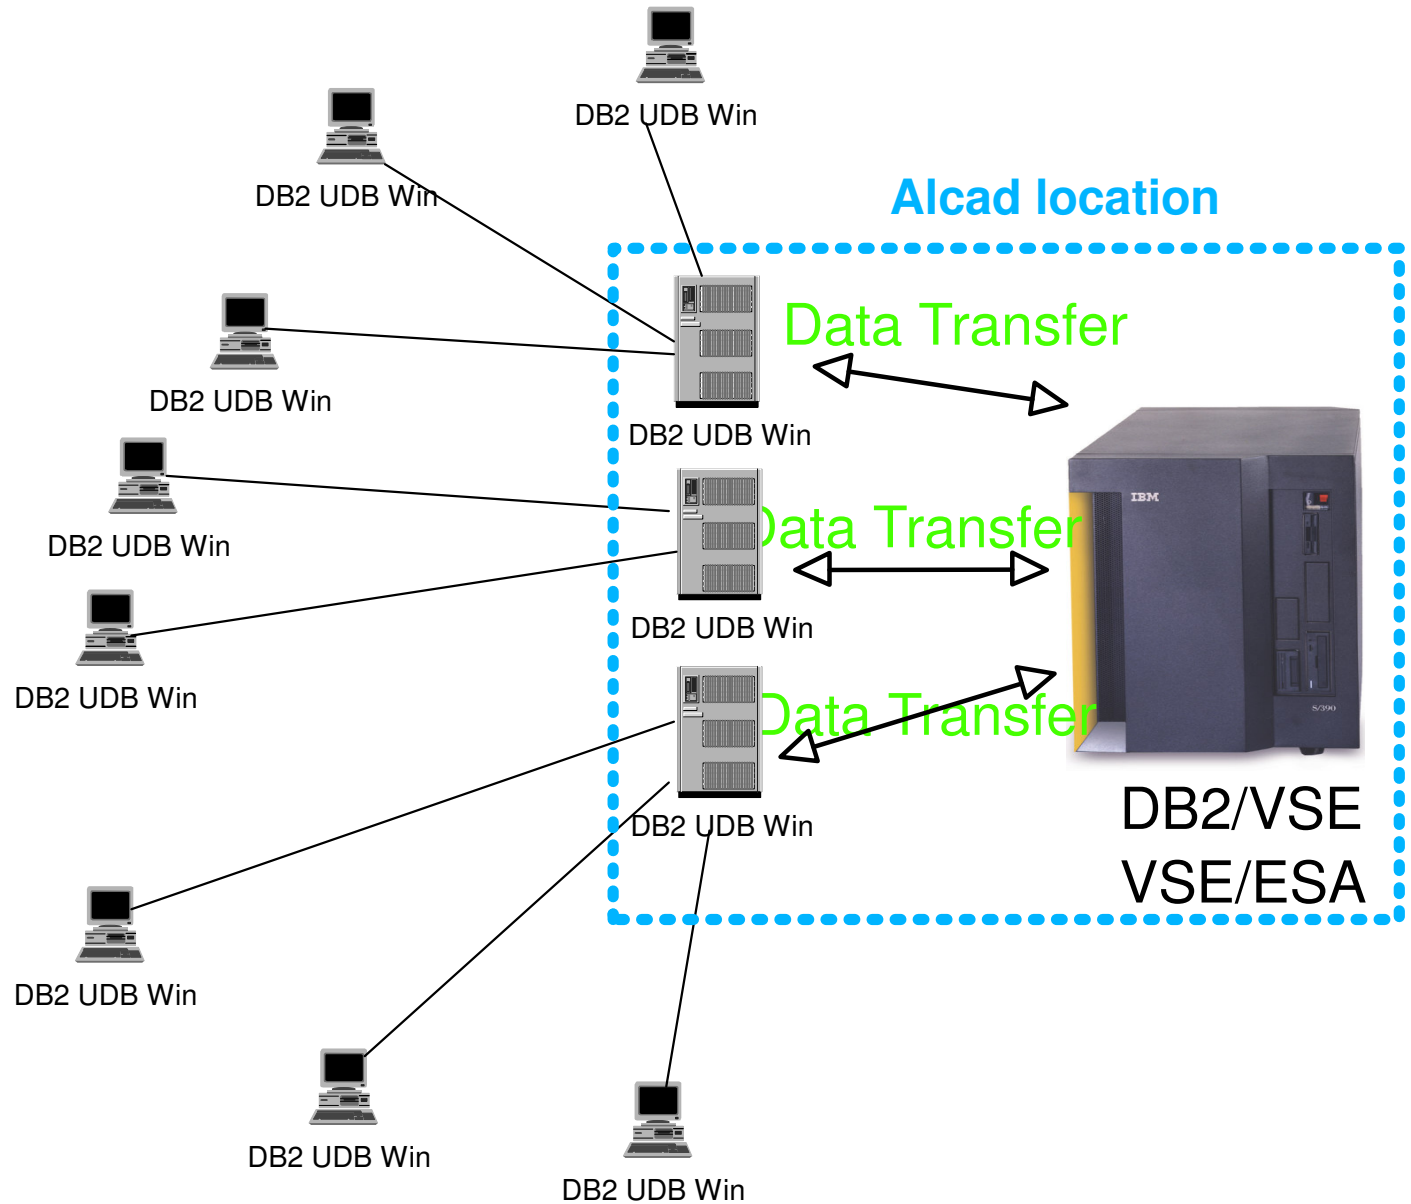 DB2 UDB Win
DB2 UDB Win
Alcad location
Data Transfer
DB2 UDB Win
DB2 UDB Win
IBM
Data Transfer
DB2 UDB Win
DB2 UDB Win
DB2 UDB Win
S/390
Data Transfer
DB2 UDB Win
DB2/VSE
VSE/ESA
DB2 UDB Win
DB2 UDB Win
DB2 UDB Win